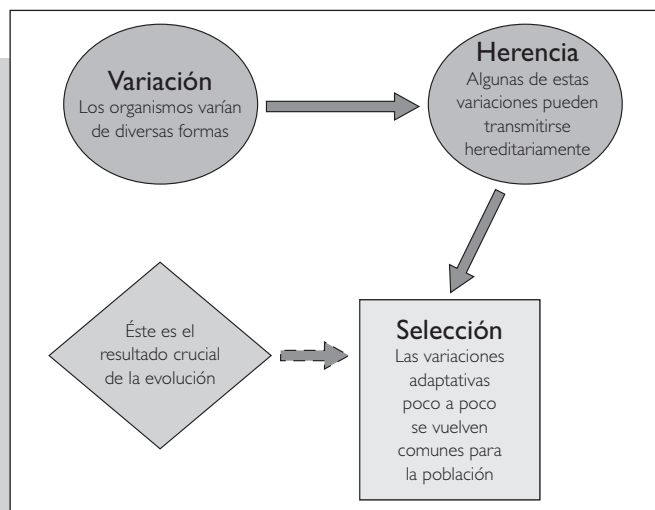 Variación
Los organismos varían
de diversas formas
Herencia
Algunas de estas
variaciones pueden
transmitirse
hereditariamente
Éste es el
resultado crucial
de la evolución
Selección
Las variaciones
adaptativas
poco a poco
se vuelven
comunes para
la población